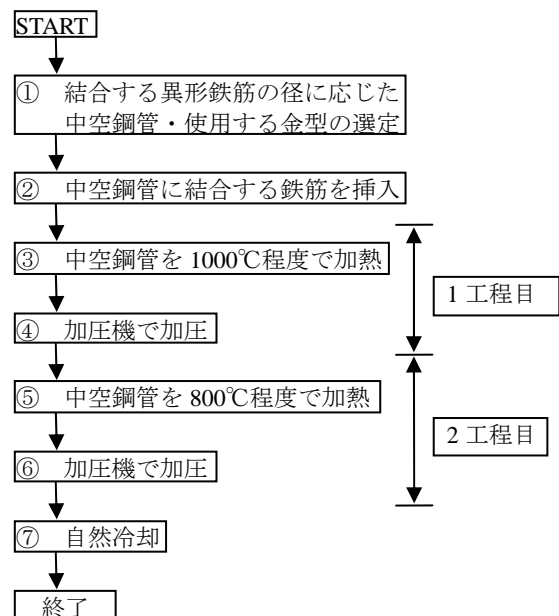 START
① 結合する異形鉄筋の径に応じた
中空鋼管・使用する金型の選定
② 中空鋼管に結合する鉄筋を挿入
③ 中空鋼管を 1000℃程度で加熱
1 工程目
④ 加圧機で加圧
⑤ 中空鋼管を 800℃程度で加熱
2 工程目
⑥ 加圧機で加圧
⑦ 自然冷却
終了